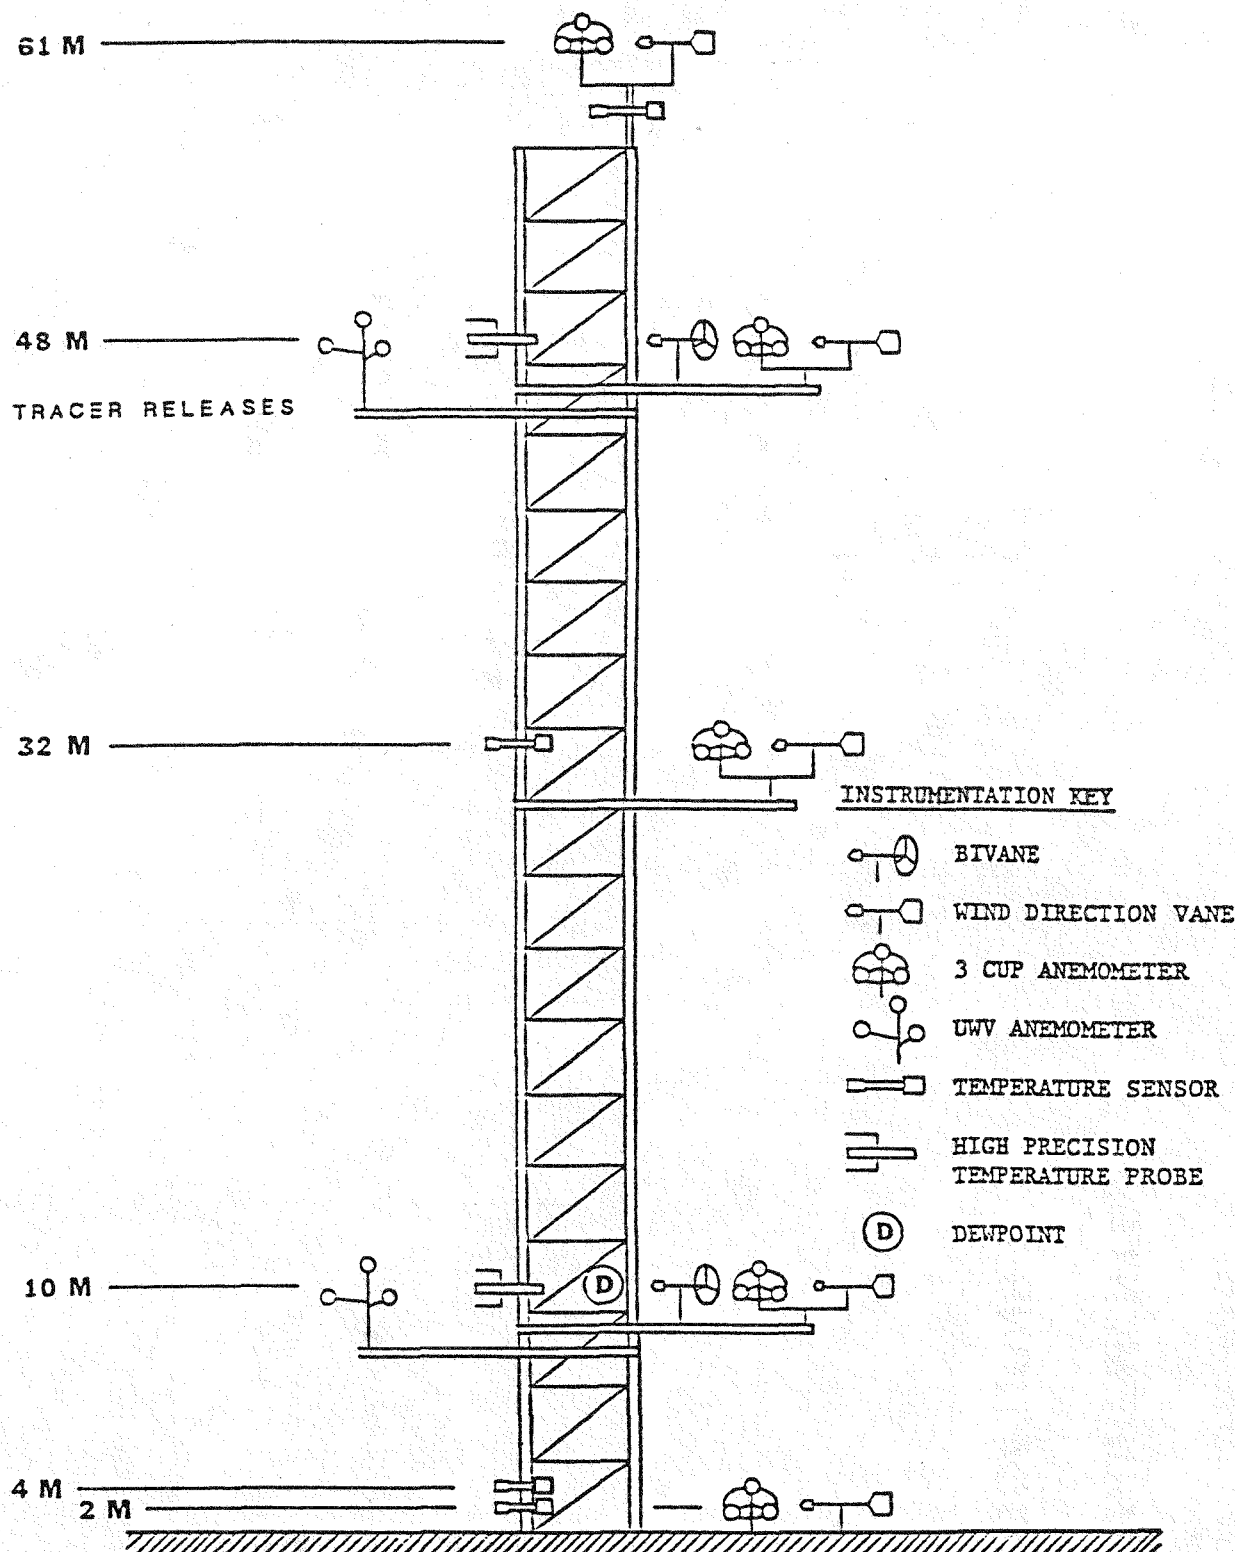 61 M
48 M
TRACER RELEASES
32 M
INSTRUMENTATION KEY
BIVANE
WIND DIRECTION VANE
3 CUP ANEMOMETER
UWV ANEMOMETER
TEMPERATURE SENSOR
HIGH PRECISION
TEMPERATURE PROBE
D DEWPOINT
10 M
D
4 M
2 M